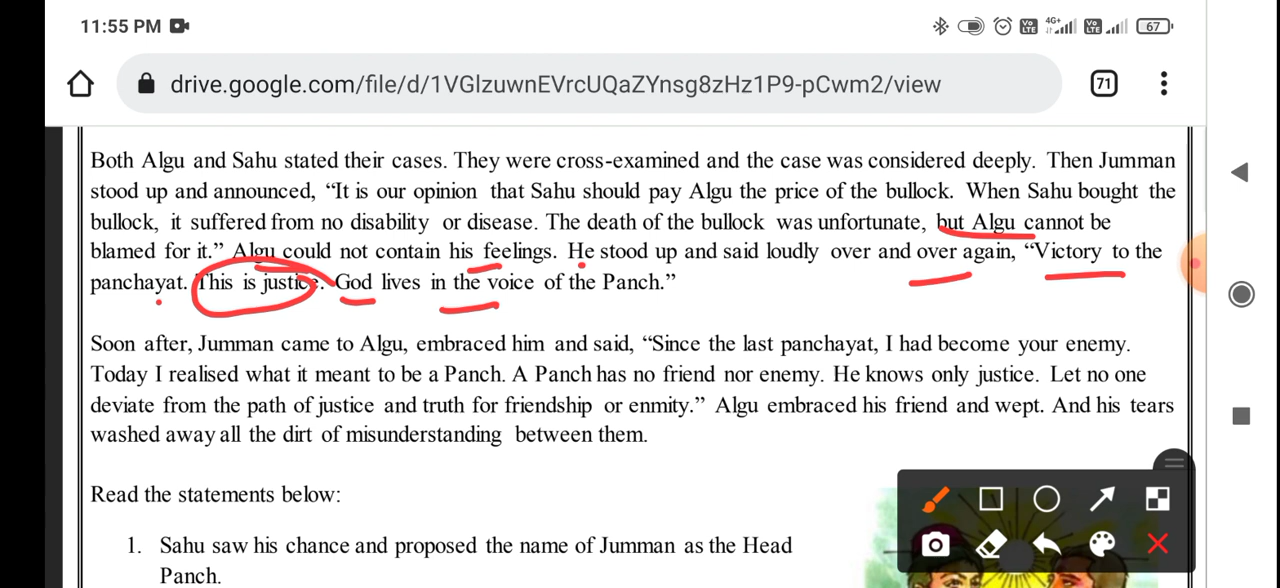 11:55 PM
4G+
Vo LTE
Vo LTE
67
drive.google.com/file/d/1VGlzuwnEVrcUQaZYnsg8zHz1P9-pCwm2/view
71
Both Algu and Sahu stated their cases. They were cross-examined and the case was considered deeply. Then Jumman
stood up and announced, “It is our opinion that Sahu should pay Algu the price of the bullock. When Sahu bought the
bullock, it suffered from no disability or disease. The death of the bullock was unfortunate, but Algu cannot be
blamed for it.” Algu could not contain his feelings. He stood up and said loudly over and over again, “Victory to the
panchayat. This is justice. God lives in the voice of the Panch.”
Soon after, Jumman came to Algu, embraced him and said, “Since the last panchayat, I had become your enemy.
Today I realised what it meant to be a Panch. A Panch has no friend nor enemy. He knows only justice. Let no one
deviate from the path of justice and truth for friendship or enmity.” Algu embraced his friend and wept. And his tears
washed away all the dirt of misunderstanding between them.
Read the statements below:
1. Sahu saw his chance and proposed the name of Jumman as the Head
Panch.